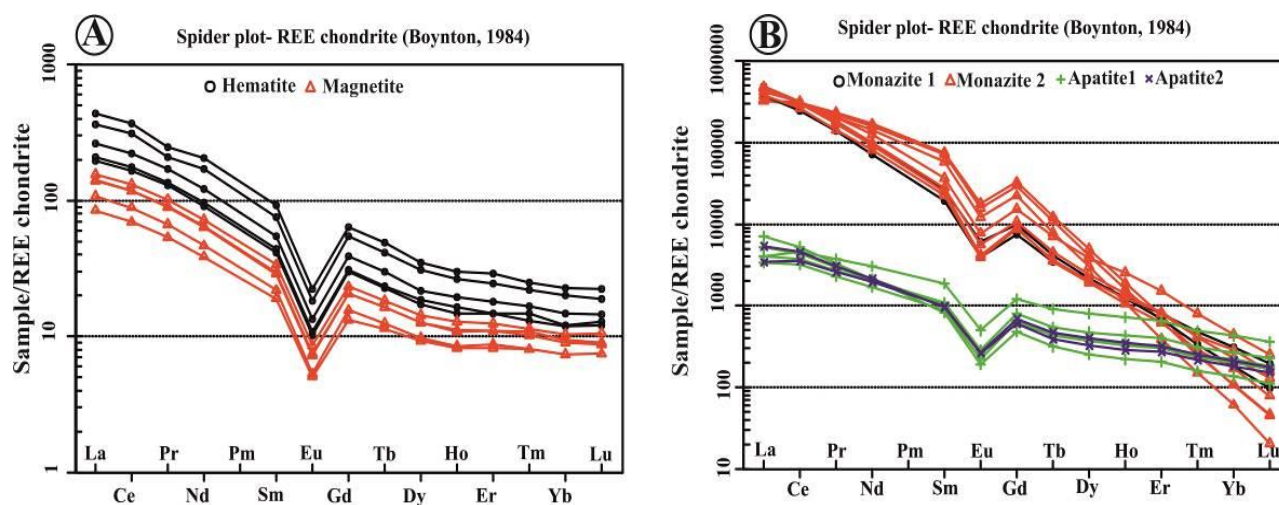 A
Spider plot- REE chondrite (Boynton, 1984)
Hematite Magnetite
Sample/REE chondrite
1000
100
10
1
La Pr Pm Eu Tb Ho Tm Lu
Ce Nd Sm Gd Dy Er Yb
B
Spider plot- REE chondrite (Boynton, 1984)
Monazite 1 Monazite 2 Apatite1 Apatite2
Sample/REE chondrite
1000000
100000
10000
1000
100
10
La Pr Pm Eu Tb Ho Tm Lu
Ce Nd Sm Gd Dy Er Yb